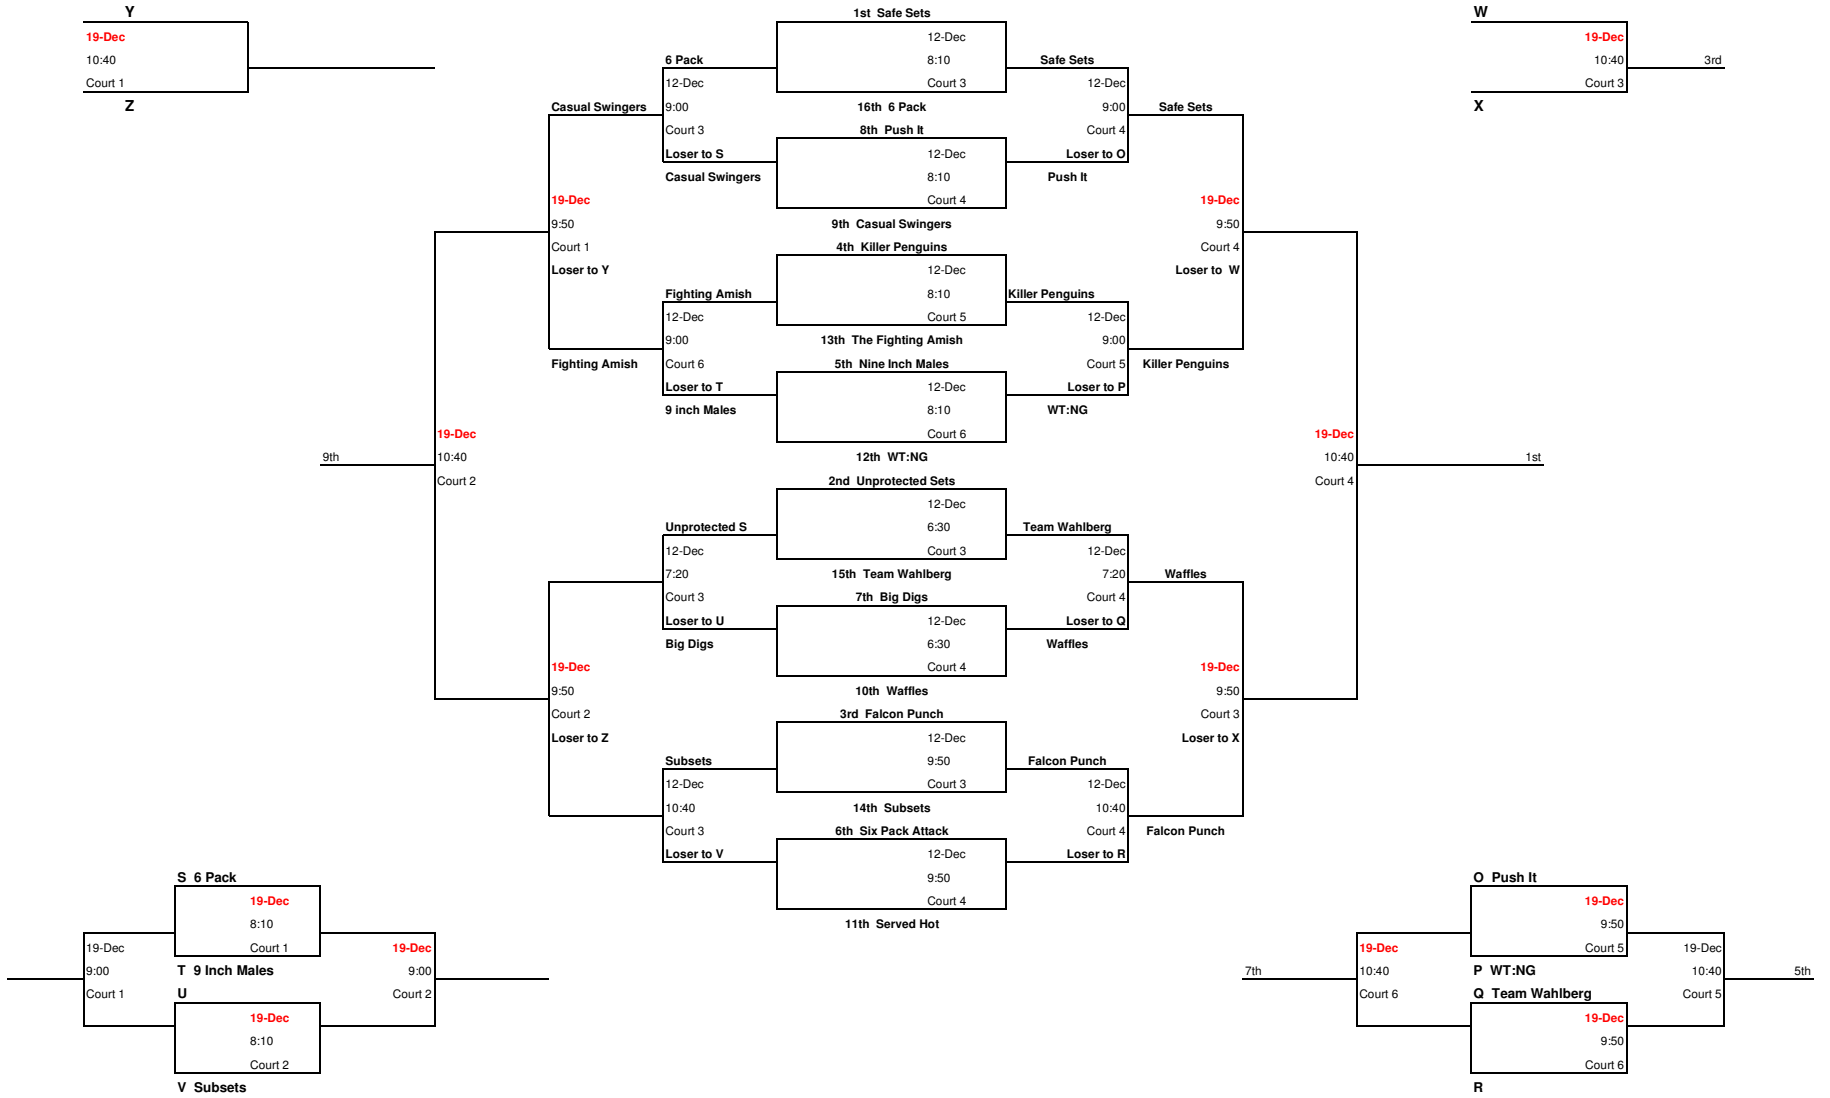 Y
19-Dec
10:40
Court 1
Z
1st Safe Sets
12-Dec
8:10
Court 3
16th 6 Pack
8th Push It
12-Dec
8:10
Court 4
9th Casual Swingers
4th Killer Penguins
12-Dec
8:10
Court 5
13th The Fighting Amish
5th Nine Inch Males
12-Dec
8:10
Court 6
12th WT:NG
2nd Unprotected Sets
12-Dec
6:30
Court 3
15th Team Wahlberg
7th Big Digs
12-Dec
6:30
Court 4
10th Waffles
3rd Falcon Punch
12-Dec
9:50
Court 3
14th Subsets
6th Six Pack Attack
12-Dec
9:50
Court 4
11th Served Hot
6 Pack
12-Dec
9:00
Court 3
Loser to S
Casual Swingers
Fighting Amish
12-Dec
9:00
Court 6
Loser to T
9 inch Males
Unprotected S
12-Dec
7:20
Court 3
Loser to U
Big Digs
Subsets
12-Dec
10:40
Court 3
Loser to V
Casual Swingers
19-Dec
9:50
Court 1
Loser to Y
Fighting Amish
19-Dec
9:50
Court 2
Loser to Z
19-Dec
10:40
Court 2
9th
Safe Sets
12-Dec
9:00
Court 4
Loser to O
Push It
Killer Penguins
12-Dec
9:00
Court 5
Loser to P
WT:NG
Team Wahlberg
12-Dec
7:20
Court 4
Loser to Q
Waffles
Falcon Punch
12-Dec
10:40
Court 4
Loser to R
Safe Sets
19-Dec
9:50
Court 4
Loser to W
Killer Penguins
Waffles
19-Dec
9:50
Court 3
Loser to X
Falcon Punch
19-Dec
10:40
Court 4
1st
W
19-Dec
10:40
Court 3
3rd
X
S 6 Pack
19-Dec
8:10
Court 1
T 9 Inch Males
U
19-Dec
8:10
Court 2
V Subsets
19-Dec
9:00
Court 1
19-Dec
9:00
Court 2
O Push It
19-Dec
9:50
Court 5
P WT:NG
Q Team Wahlberg
19-Dec
9:50
Court 6
R
7th
19-Dec
10:40
Court 6
19-Dec
10:40
Court 5
5th